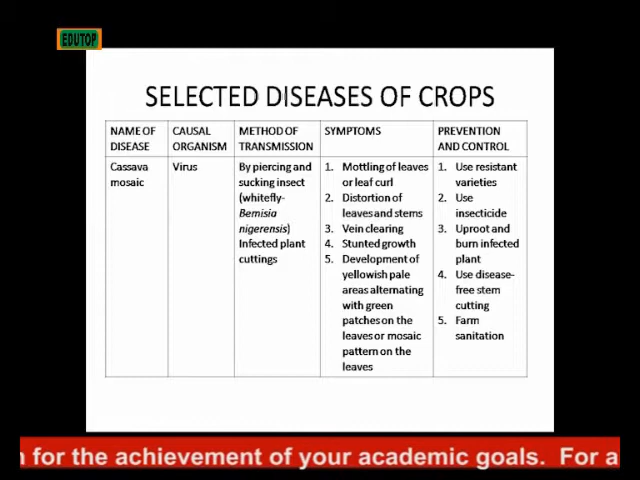 EDUTOP
SELECTED DISEASES OF CROPS
NAME OF DISEASE
CAUSAL ORGANISM
METHOD OF TRANSMISSION
SYMPTOMS
PREVENTION AND CONTROL
Cassava mosaic
Virus
By piercing and
sucking insect
(whitefly-
Bemisia
nigerensis)
Infected plant
cuttings
1. Mottling of leaves
or leaf curl
2. Distortion of
leaves and stems
3. Vein clearing
4. Stunted growth
5. Development of
yellowish pale
areas alternating
with green
patches on the
leaves or mosaic
pattern on the
leaves
1. Use resistant
varieties
2. Use
insecticide
3. Uproot and
burn infected
plant
4. Use disease-
free stem
cutting
5. Farm
sanitation
for the achievement of your academic goals. For a